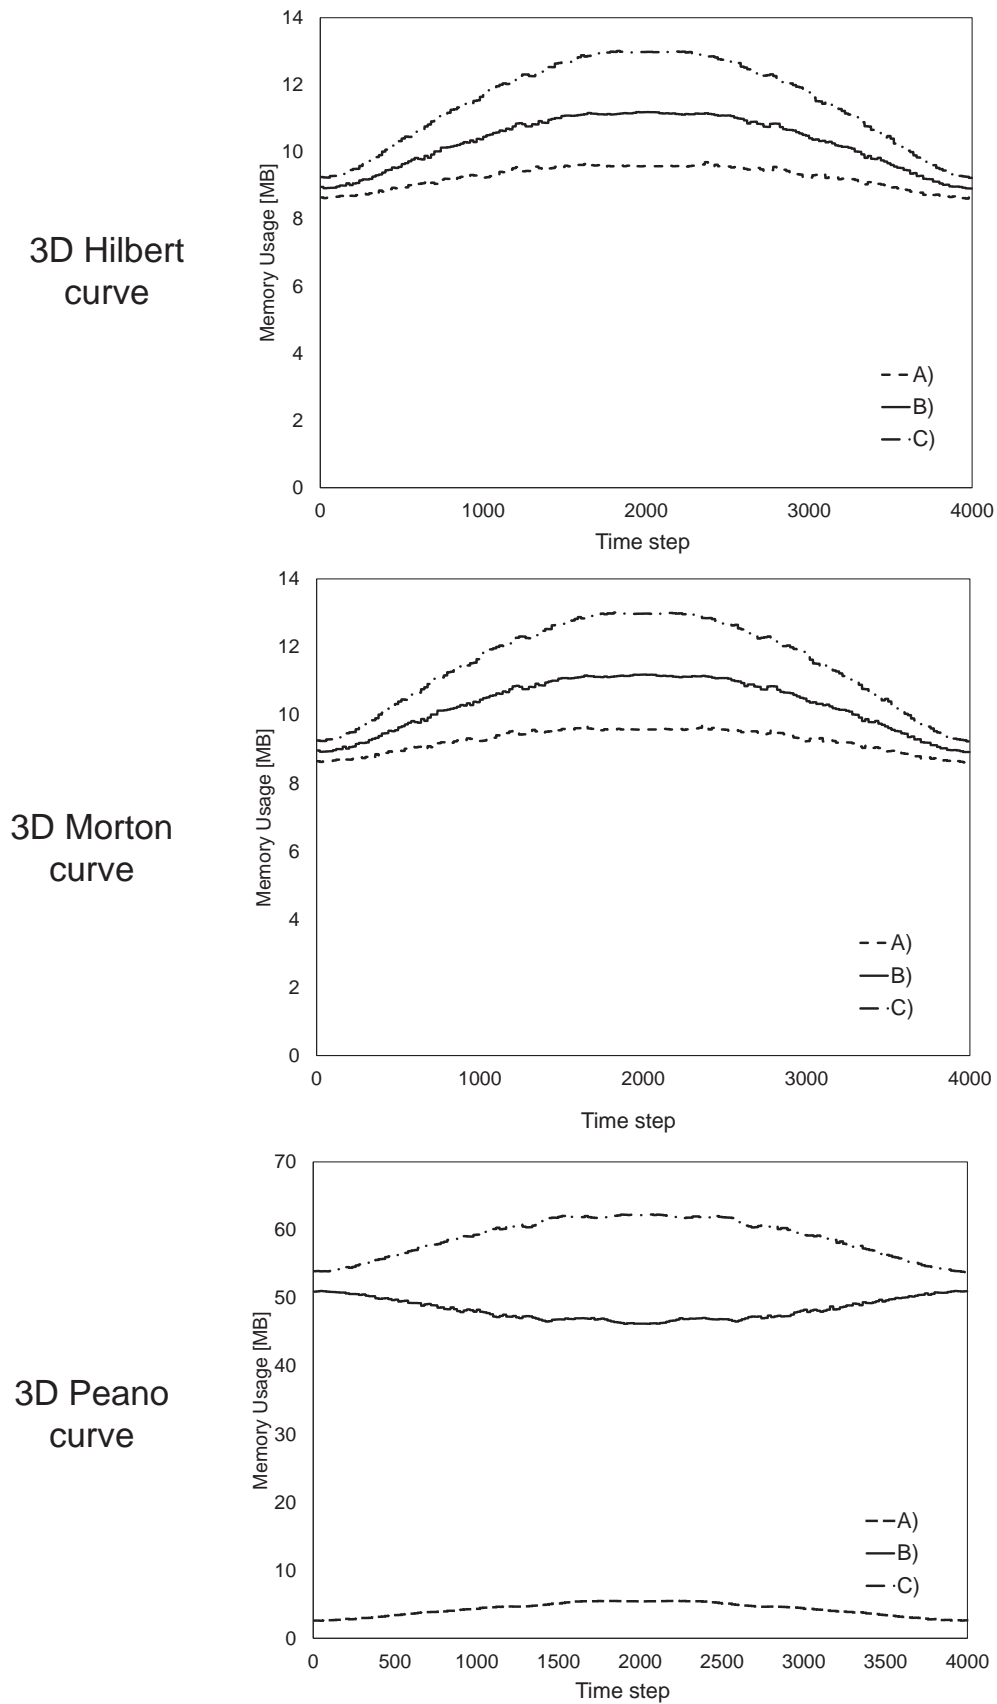 3D Hilbert
curve
Memory Usage [MB]
14
12
10
8
6
4
2
0
A)
B)
C)
0 1000 2000 3000 4000
Time step
3D Morton
curve
Memory Usage [MB]
14
12
10
8
6
4
2
0
A)
B)
C)
0 1000 2000 3000 4000
Time step
3D Peano
curve
Memory Usage [MB]
70
60
50
40
30
20
10
0
A)
B)
C)
0 500 1000 1500 2000 2500 3000 3500 4000
Time step